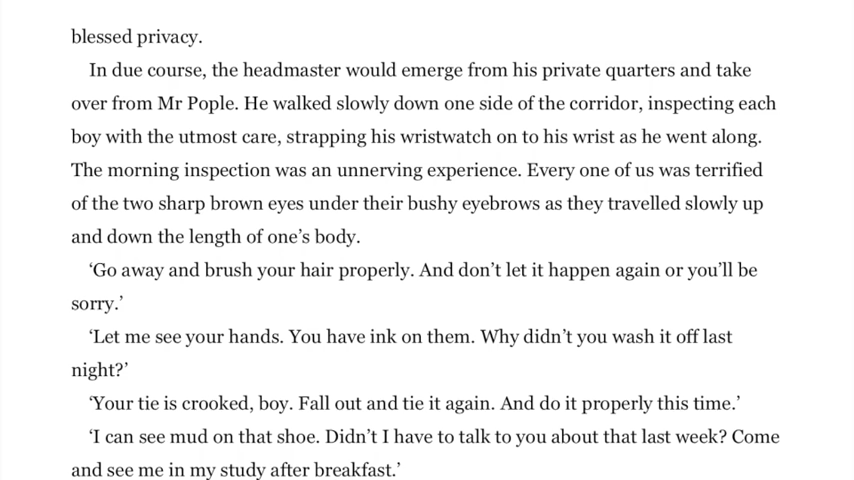 blessed privacy.
In due course, the headmaster would emerge from his private quarters and take
over from Mr Pople. He walked slowly down one side of the corridor, inspecting each
boy with the utmost care, strapping his wristwatch on to his wrist as he went along.
The morning inspection was an unnerving experience. Every one of us was terrified
of the two sharp brown eyes under their bushy eyebrows as they travelled slowly up
and down the length of one’s body.
‘Go away and brush your hair properly. And don’t let it happen again or you’ll be
sorry.’
‘Let me see your hands. You have ink on them. Why didn’t you wash it off last
night?’
‘Your tie is crooked, boy. Fall out and tie it again. And do it properly this time.’
‘I can see mud on that shoe. Didn’t I have to talk to you about that last week? Come
and see me in my study after breakfast.’